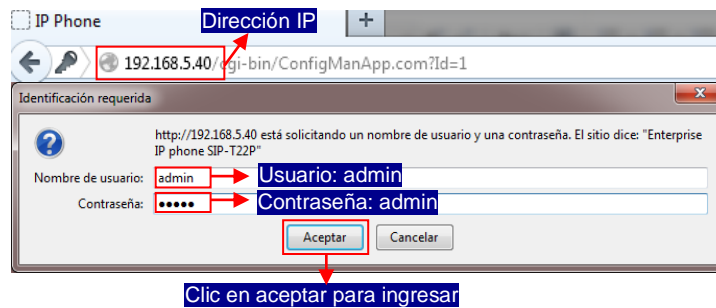 IP Phone
Dirección IP
192.168.5.40/cgi-bin/ConfigManApp.com?Id=1
Identificación requerida
http://192.168.5.40 está solicitando un nombre de usuario y una contraseña. El sitio dice: "Enterprise
IP phone SIP-T22P"
Nombre de usuario: admin Usuario: admin
Contraseña: ••••• Contraseña: admin
Aceptar Cancelar
Clic en aceptar para ingresar